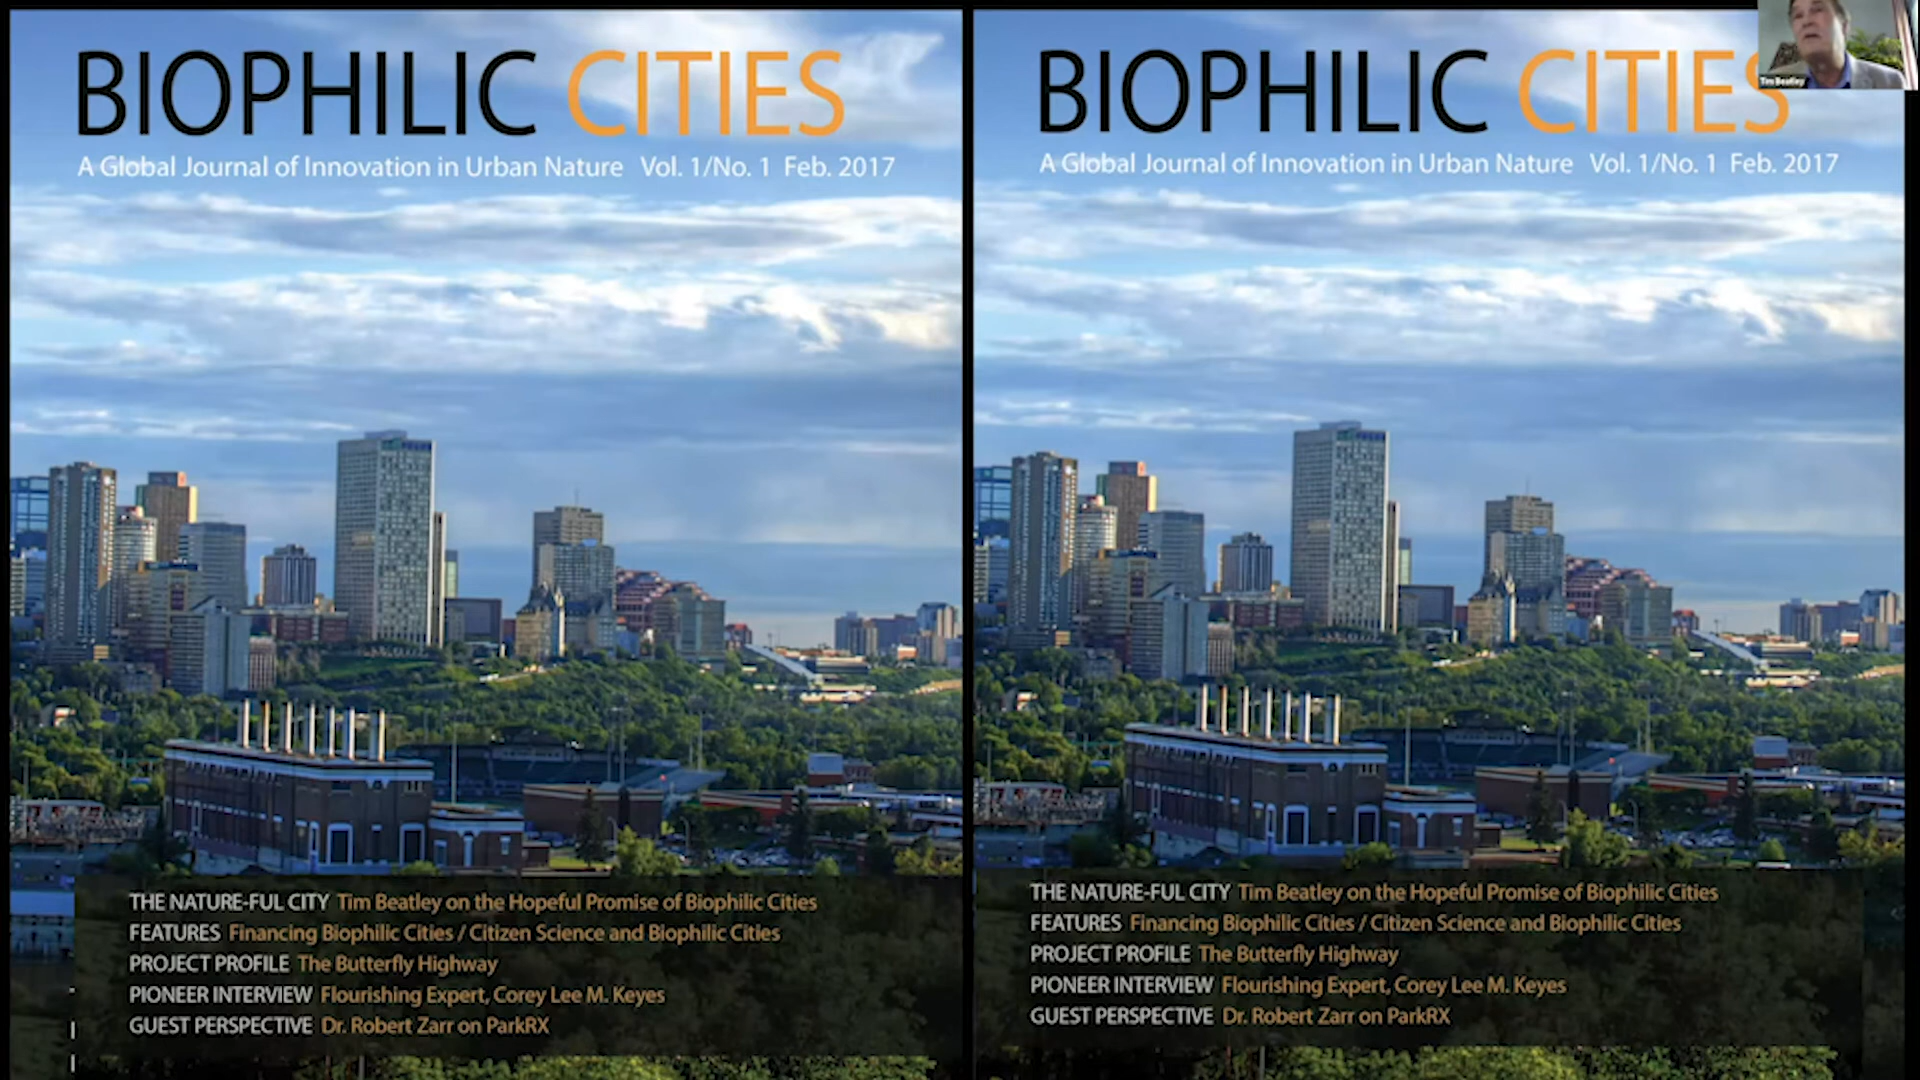 BIOPHILIC CITIES
A Global Journal of Innovation in Urban Nature Vol. 1/No. 1 Feb. 2017
THE NATURE-FUL CITY Tim Beatley on the Hopeful Promise of Biophilic Cities
FEATURES Financing Biophilic Cities / Citizen Science and Biophilic Cities
PROJECT PROFILE The Butterfly Highway
PIONEER INTERVIEW Flourishing Expert, Corey Lee M. Keyes
GUEST PERSPECTIVE Dr. Robert Zarr on ParkRX
BIOPHILIC CITIES
A Global Journal of Innovation in Urban Nature Vol. 1/No. 1 Feb. 2017
THE NATURE-FUL CITY Tim Beatley on the Hopeful Promise of Biophilic Cities
FEATURES Financing Biophilic Cities / Citizen Science and Biophilic Cities
PROJECT PROFILE The Butterfly Highway
PIONEER INTERVIEW Flourishing Expert, Corey Lee M. Keyes
GUEST PERSPECTIVE Dr. Robert Zarr on ParkRX
Tim Beatley